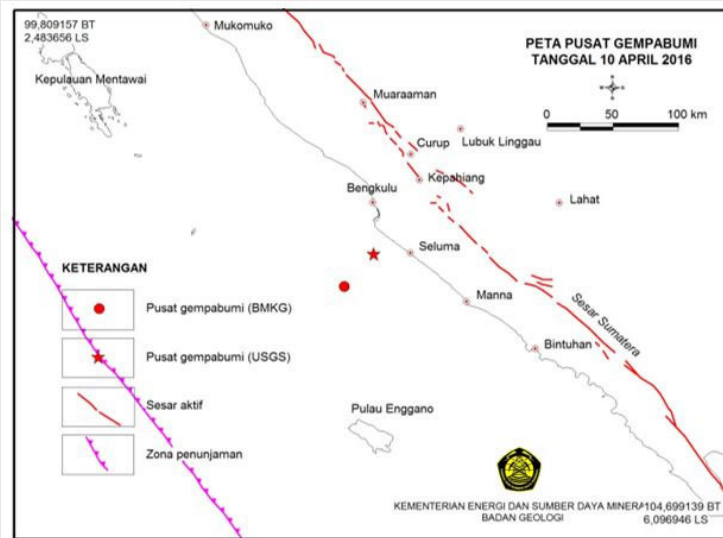 99,809157 BT
2,483656 LS
Mukomuko
PETA PUSAT GEMPABUMI
TANGGAL 10 APRIL 2016
Kepulauan Mentawai
0 50 100 km
Muaraaman
Curup
Lubuk Linggau
Kepahiang
Bengkulu
Lahat
Seluma
KETERANGAN
Pusat gempabumi (BMKG)
Manna
Sesar Sumatera
Bintuhan
Pusat gempabumi (USGS)
Sesar aktif
Pulau Enggano
Zona penunjaman
KEMENTERIAN ENERGI DAN SUMBER DAYA MINERA
BADAN GEOLOGI
104,699139 BT
6,096946 LS